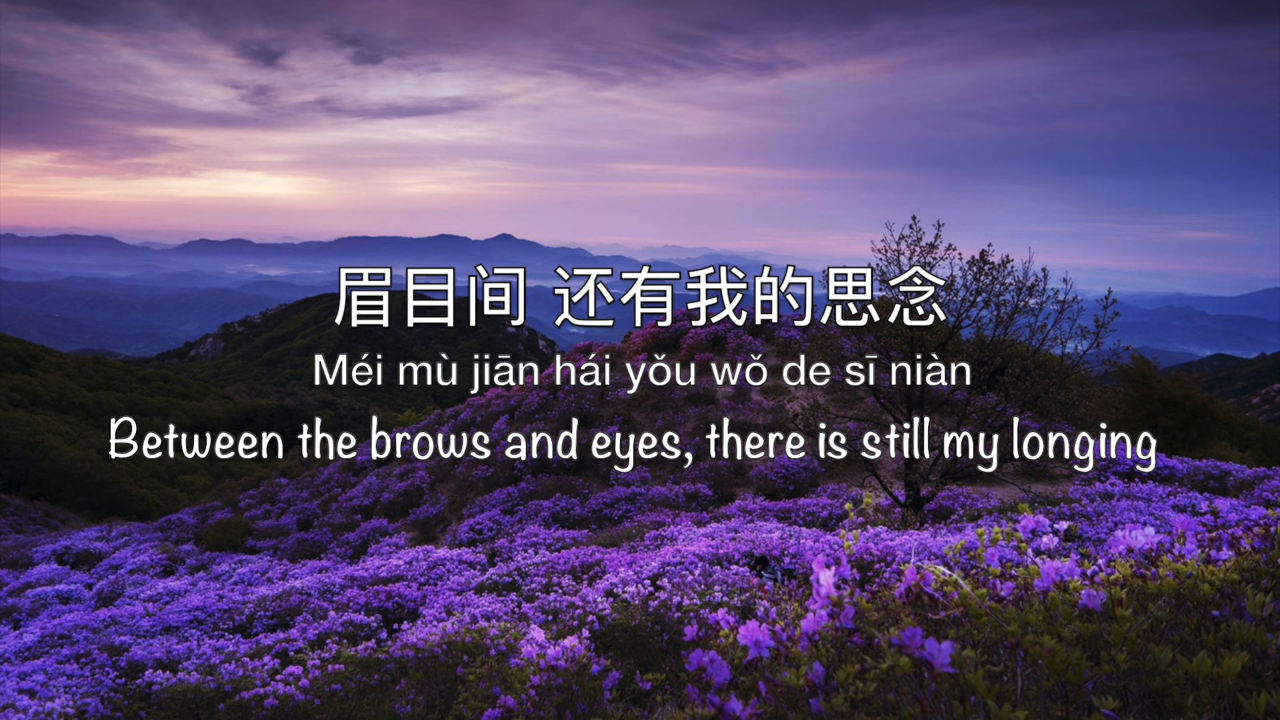 眉目间 还有我的思念
Méi mù jiān hái yǒu wǒ de sī niàn
Between the brows and eyes, there is still my longing